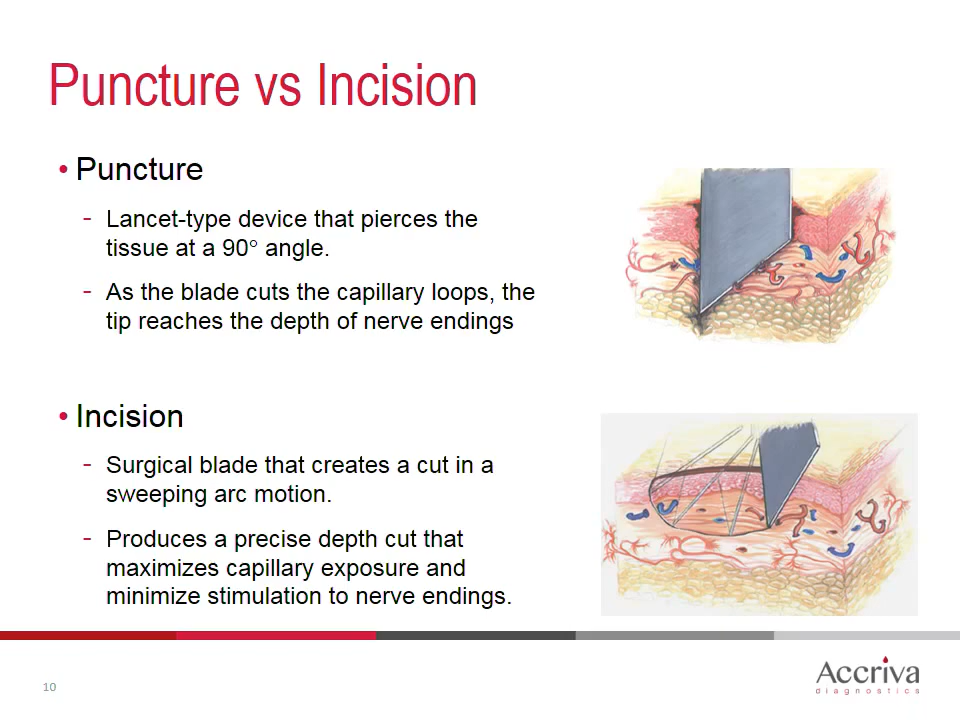 Puncture vs Incision
• Puncture
- Lancet-type device that pierces the
tissue at a 90° angle.
- As the blade cuts the capillary loops, the
tip reaches the depth of nerve endings
• Incision
- Surgical blade that creates a cut in a
sweeping arc motion.
- Produces a precise depth cut that
maximizes capillary exposure and
minimize stimulation to nerve endings.
10
Accriva
diagnostics